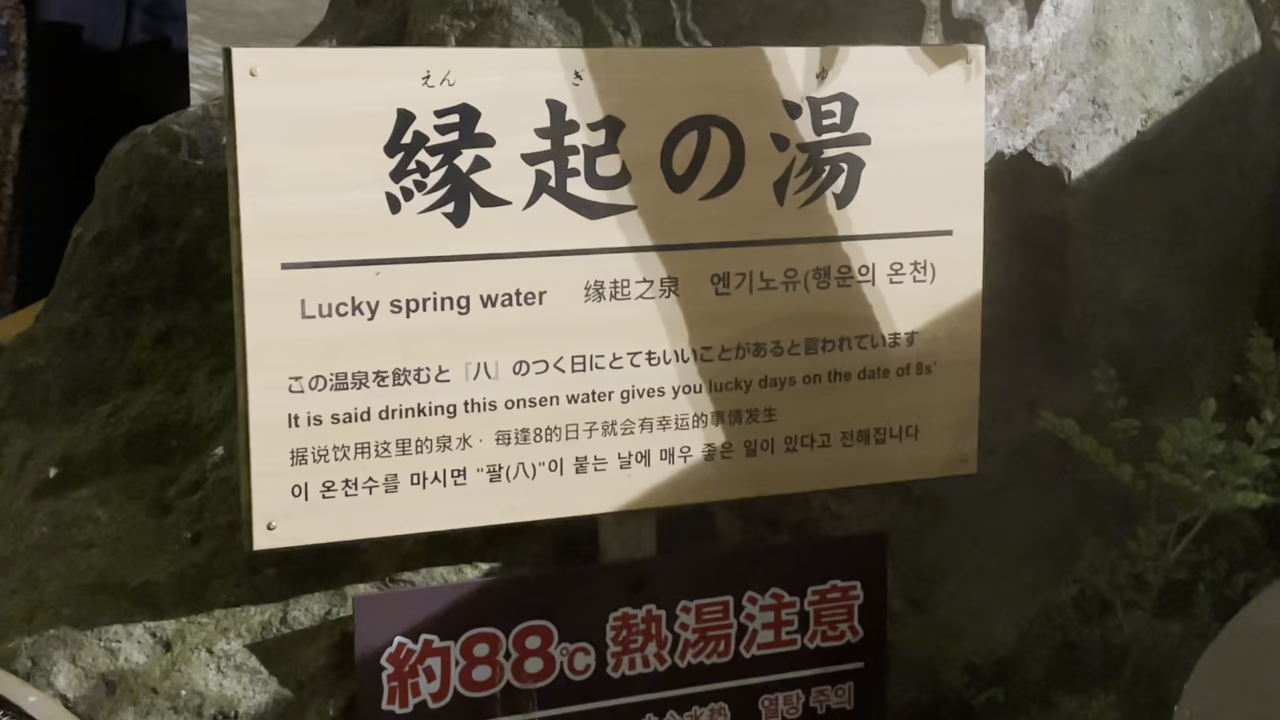 えん ぎ ゆ
縁起の湯
Lucky spring water 缘起之泉 엔기노유(행운의 온천)
この温泉を飲むと『八』のつく日にとてもいいことがあると言われています
It is said drinking this onsen water gives you lucky days on the date of 8s'
据说饮用这里的泉水·每逢8的日子就会有幸运的事情发生
이 온천수를 마시면 "팔(八)"이 붙는 날에 매우 좋은 일이 있다고 전해집니다
約88℃熱湯注意
열탕 주의